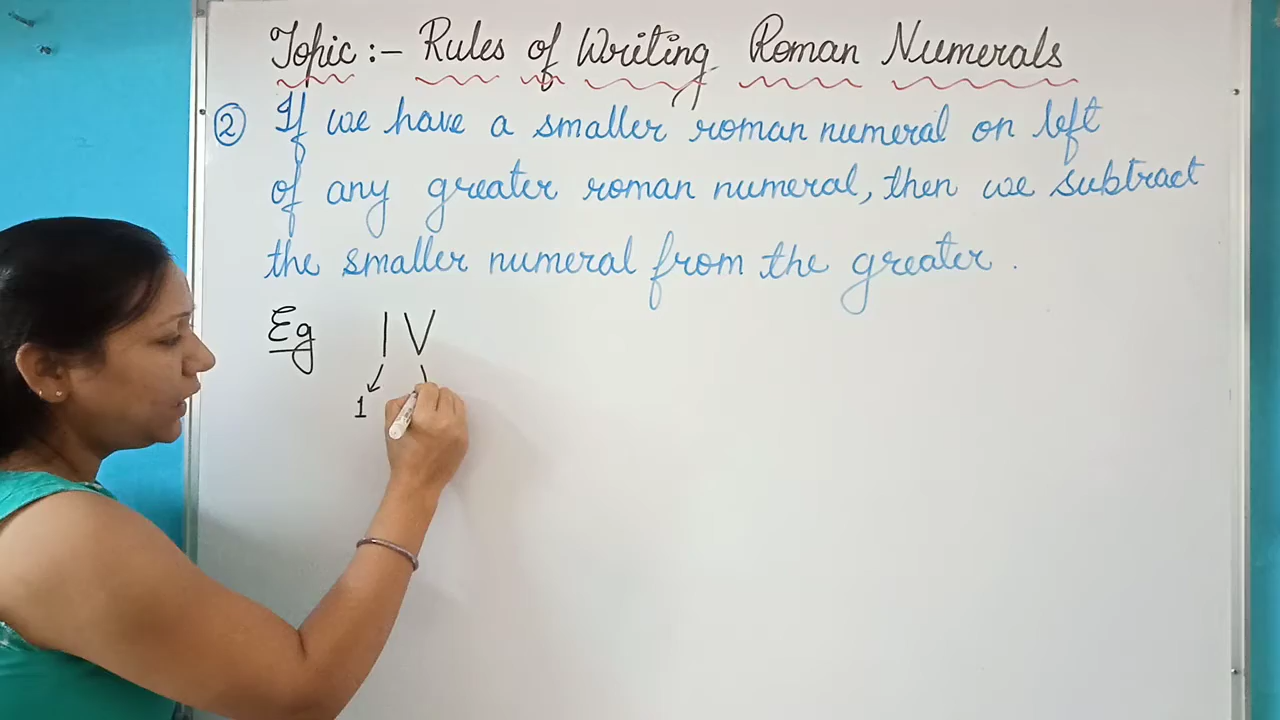 Topic :- Rules of Writing Roman Numerals
② If we have a smaller roman numeral on left
of any greater roman numeral, then we subtract
the smaller numeral from the greater .
Eg IV
1